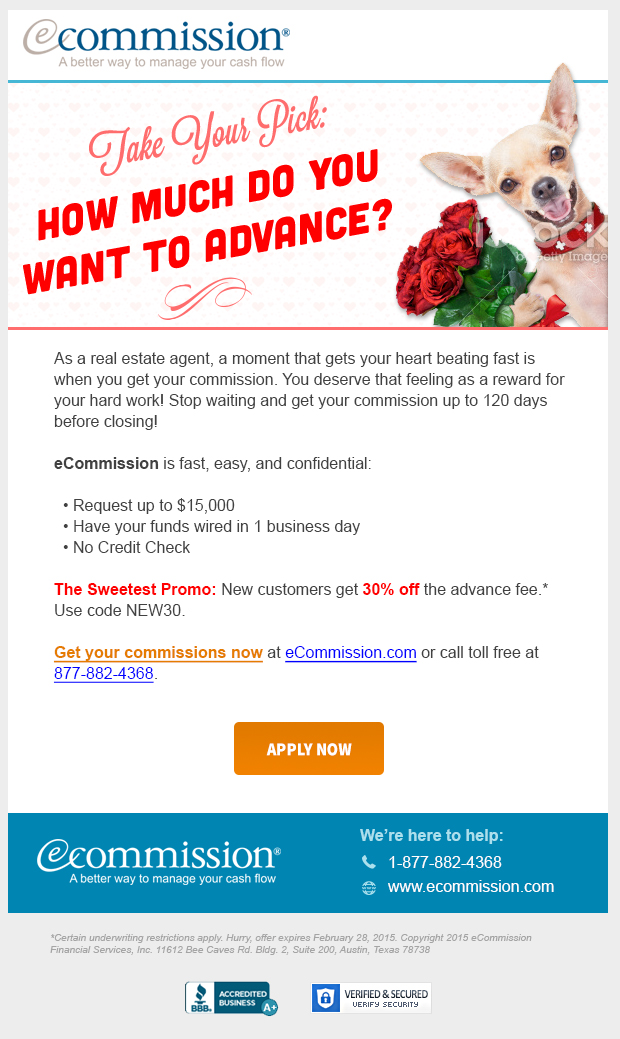 ecommission®
A better way to manage your cash flow
Take Your Pick:
HOW MUCH DO YOU
WANT TO ADVANCE?
by Getty Image
As a real estate agent, a moment that gets your heart beating fast is
when you get your commission. You deserve that feeling as a reward for
your hard work! Stop waiting and get your commission up to 120 days
before closing!
eCommission is fast, easy, and confidential:
• Request up to $15,000
• Have your funds wired in 1 business day
• No Credit Check
The Sweetest Promo: New customers get 30% off the advance fee.*
Use code NEW30.
Get your commissions now at eCommission.com or call toll free at
877-882-4368.
APPLY NOW
ecommission®
A better way to manage your cash flow
We're here to help:
1-877-882-4368
www.ecommission.com
*Certain underwriting restrictions apply. Hurry, offer expires February 28, 2015. Copyright 2015 eCommission
Financial Services, Inc. 11612 Bee Caves Rd. Bldg. 2, Suite 200, Austin, Texas 78738
BBB.
ACCREDITED
BUSINESS
A+
VERIFIED & SECURED
VERIFY SECURITY